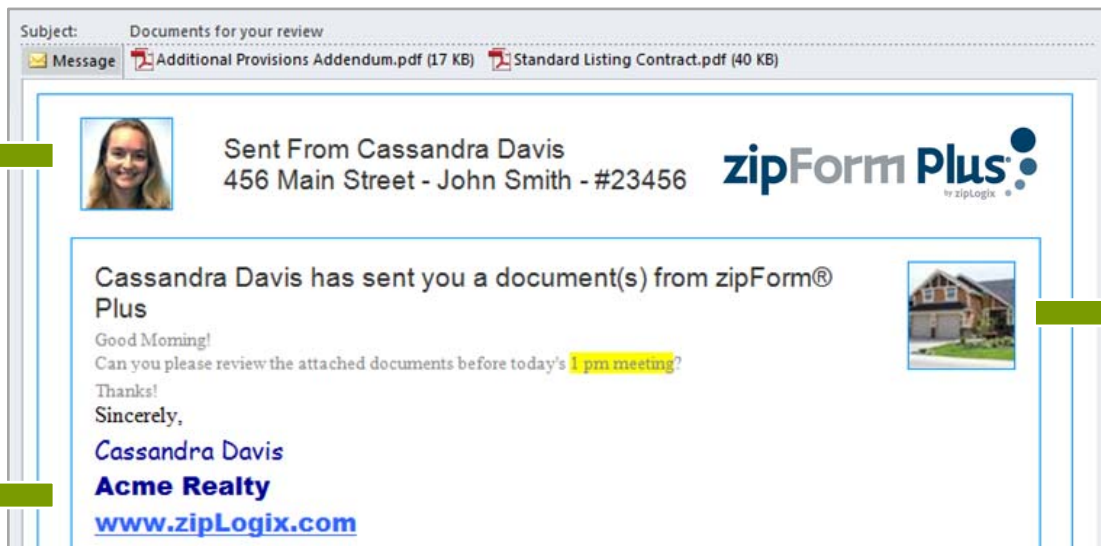 Subject: Documents for your review
Message Additional Provisions Addendum.pdf (17 KB) Standard Listing Contract.pdf (40 KB)
Sent From Cassandra Davis
456 Main Street - John Smith - #23456
zipForm Plus
by zipLogix
Cassandra Davis has sent you a document(s) from zipForm®
Plus
Good Morning!
Can you please review the attached documents before today's 1 pm meeting?
Thanks!
Sincerely,
Cassandra Davis
Acme Realty
www.zipLogix.com